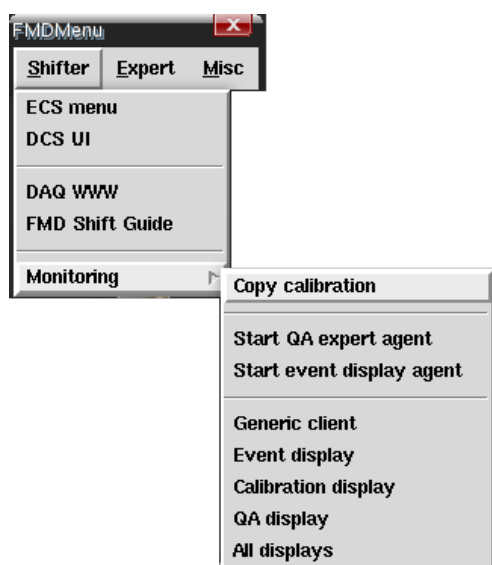 FMDMenu
Shifter Expert Misc
ECS menu
DCS UI
DAQ WWW
FMD Shift Guide
Monitoring
Copy calibration
Start QA expert agent
Start event display agent
Generic client
Event display
Calibration display
QA display
All displays